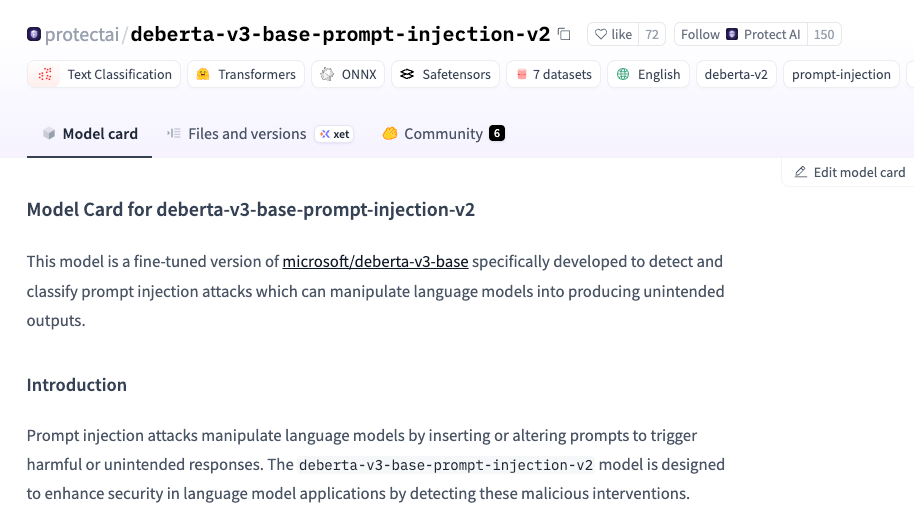 protectai/deberta-v3-base-prompt-injection-v2 like 72 Follow Protect AI 150
Text Classification Transformers ONNX Safetensors 7 datasets English deberta-v2 prompt-injection
Model card Files and versions xet Community 6
Edit model card
Model Card for deberta-v3-base-prompt-injection-v2
This model is a fine-tuned version of microsoft/deberta-v3-base specifically developed to detect and
classify prompt injection attacks which can manipulate language models into producing unintended
outputs.
Introduction
Prompt injection attacks manipulate language models by inserting or altering prompts to trigger
harmful or unintended responses. The deberta-v3-base-prompt-injection-v2 model is designed
to enhance security in language model applications by detecting these malicious interventions.